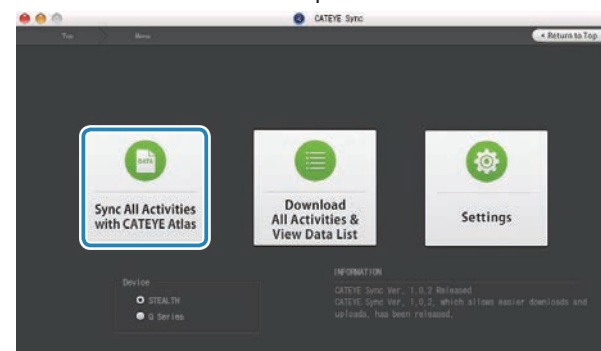 CATEYE Sync
Top
Menu
Return to Top
DATA
Sync All Activities
with CATEYE Atlas
Download
All Activities &
View Data List
Settings
Device
STEALTH
Q Series
INFORMATION
CATEYE Sync Ver. 1.0.2 Released
CATEYE Sync Ver. 1.0.2, which allows easier downloads and
uploads, has been released.